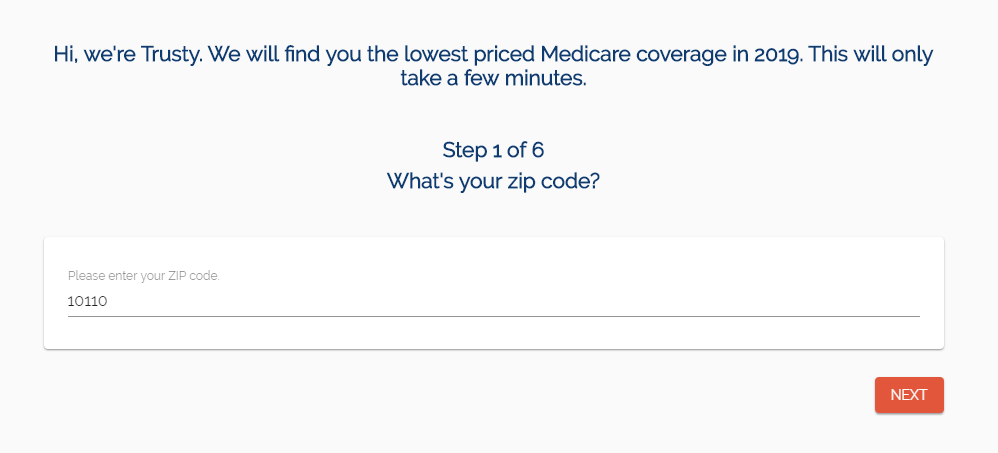 Hi, we're Trusty. We will find you the lowest priced Medicare coverage in 2019. This will only
take a few minutes.
Step 1 of 6
What's your zip code?
Please enter your ZIP code.
10110
NEXT